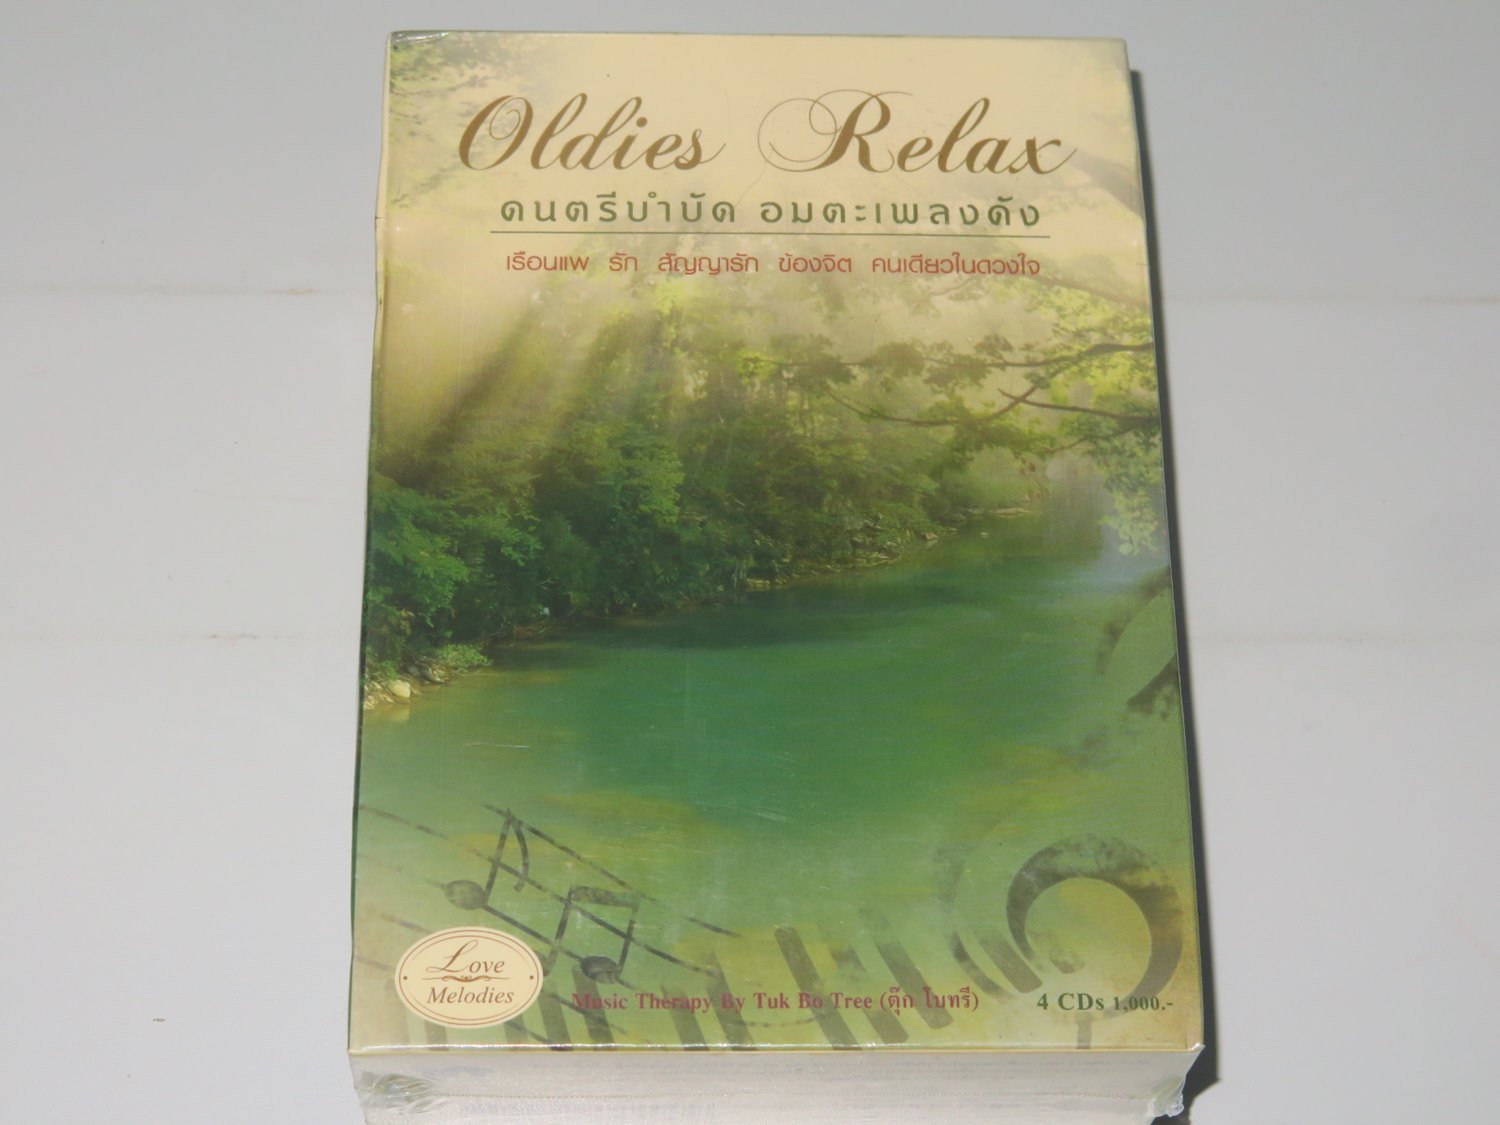 Oldies Relax
ดนตรีบำบัด อมตะเพลงดัง
เรือนแพ รัก สัญญารัก ข้องจิต คนเดียวในดวงใจ
Love
Melodies
Music Therapy By Tuk Bo Tree (ตุ๊ก โบทรี)
4 CDs 1,000.-